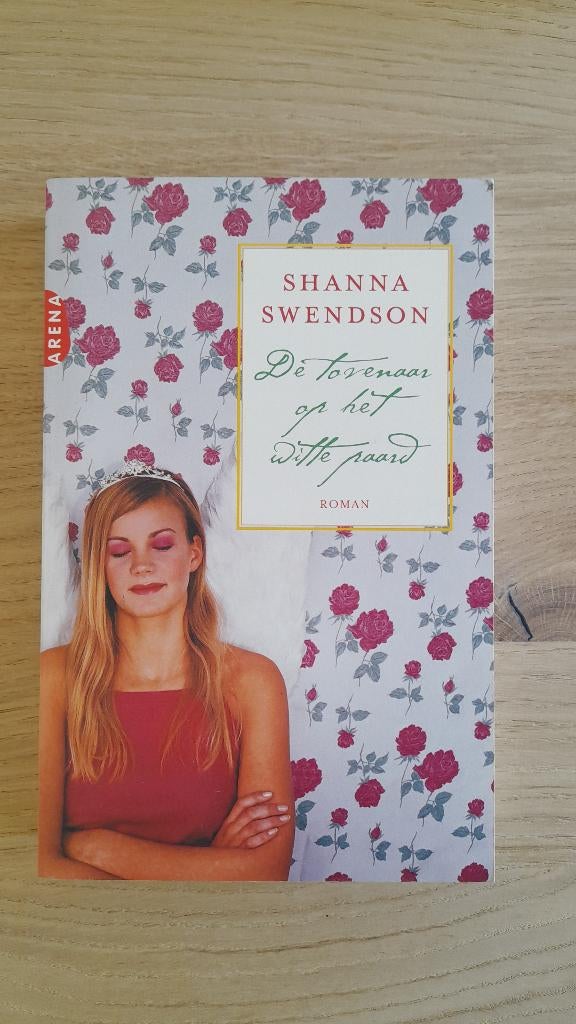 ARENA
SHANNA
SWENDSON
De tovenaar
op het
witte paard
ROMAN